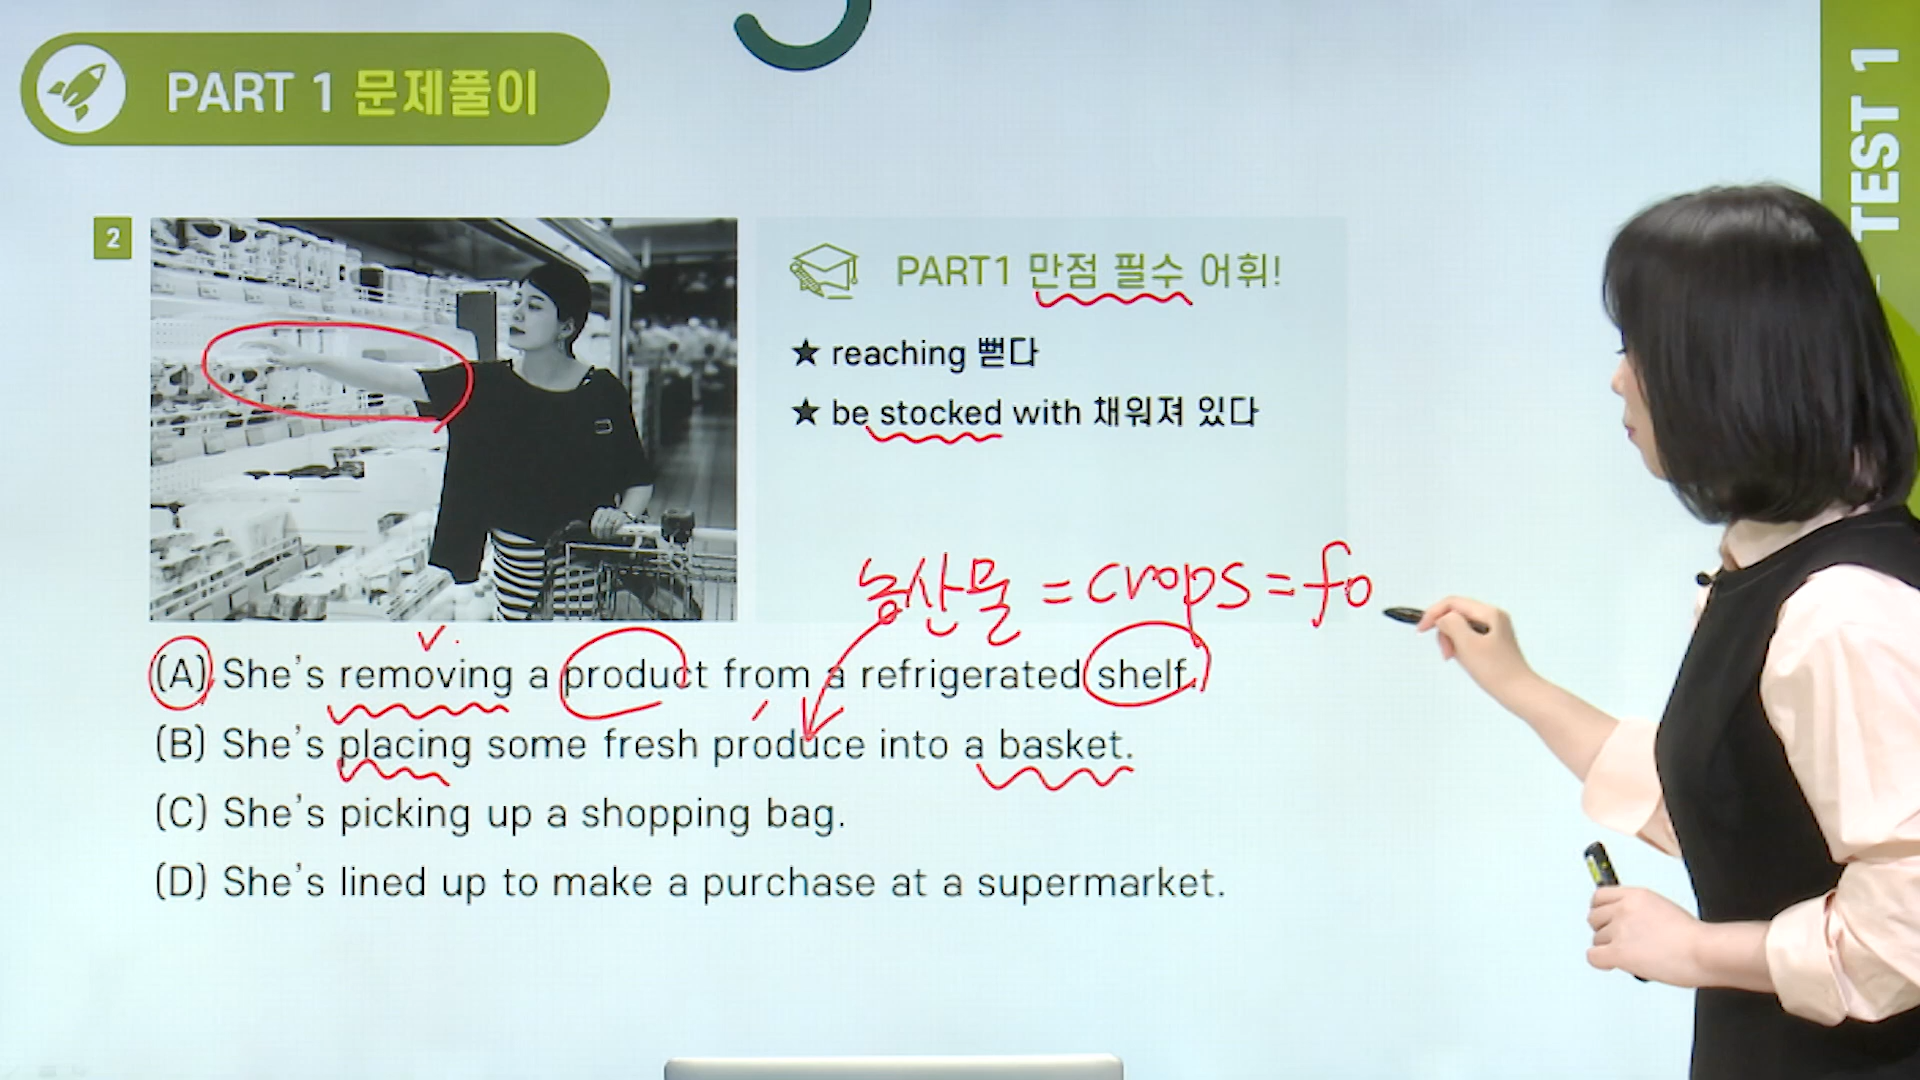 PART 1 문제풀이
TEST 1
2
PART1 만점 필수 어휘!
★ reaching 뻗다
★ be stocked with 채워져 있다
농산물 = crops = fo
(A) She's removing a product from a refrigerated shelf.
(B) She's placing some fresh produce into a basket.
(C) She's picking up a shopping bag.
(D) She's lined up to make a purchase at a supermarket.